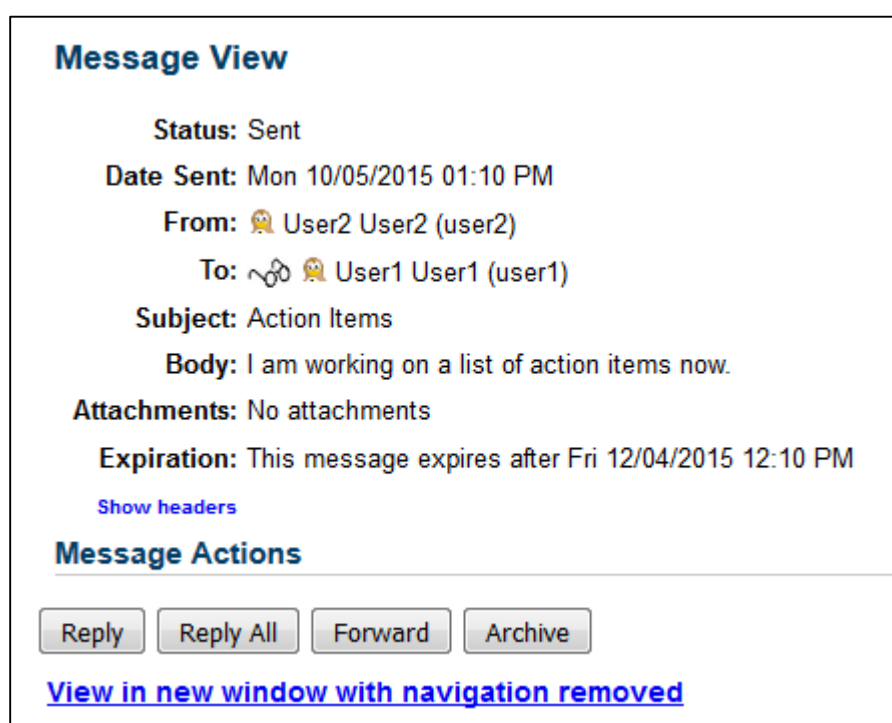 Message View
Status: Sent
Date Sent: Mon 10/05/2015 01:10 PM
From: User2 User2 (user2)
To: User1 User1 (user1)
Subject: Action Items
Body: I am working on a list of action items now.
Attachments: No attachments
Expiration: This message expires after Fri 12/04/2015 12:10 PM
Show headers
Message Actions
Reply Reply All Forward Archive
View in new window with navigation removed